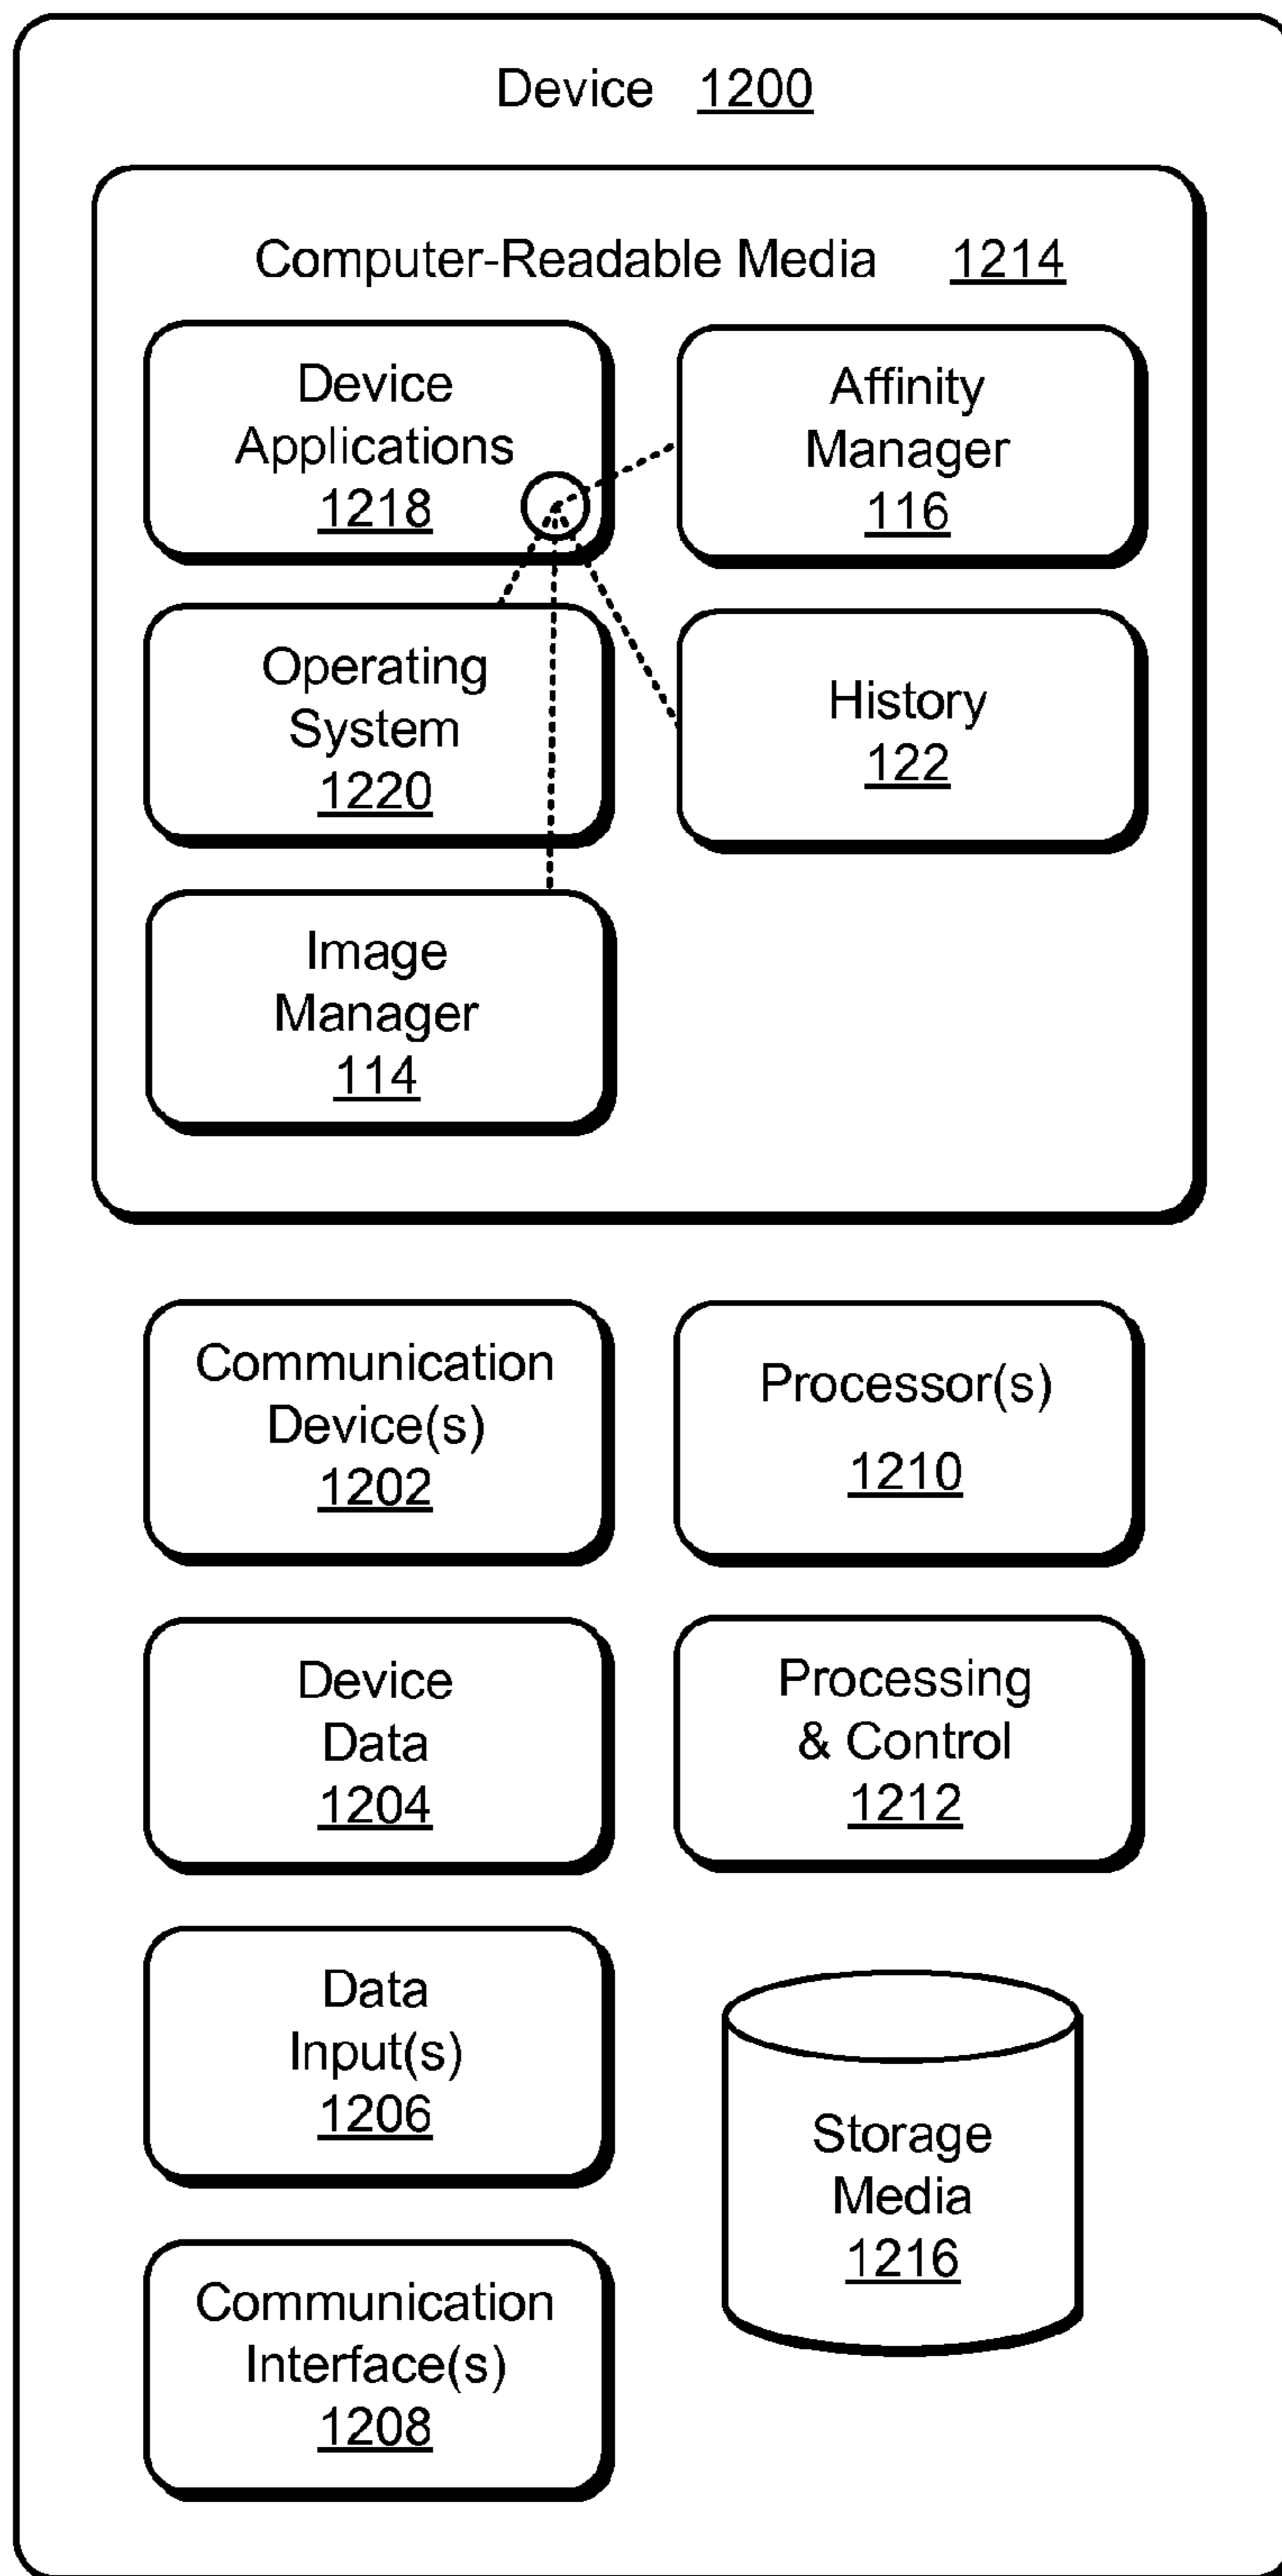 Device 1200
Computer-Readable Media 1214
Device
Applications
1218
Affinity
Manager
116
Operating
System
1220
History
122
Image
Manager
114
Communication
Device(s)
1202
Processor(s)
1210
Device
Data
1204
Processing
& Control
1212
Data
Input(s)
1206
Storage
Media
1216
Communication
Interface(s)
1208